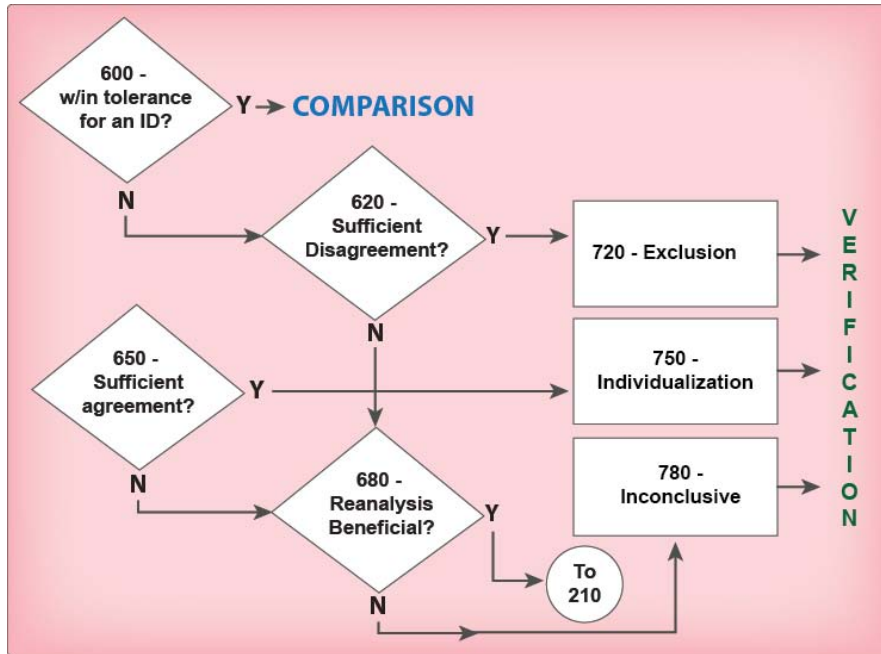 600 -
w/in tolerance
for an ID?
Y
COMPARISON
N
620 -
Sufficient
Disagreement?
Y
720 - Exclusion
N
650 -
Sufficient
agreement?
Y
750 -
Individualization
N
680 -
Reanalysis
Beneficial?
Y
780 -
Inconclusive
To
210
N
VERIFICATION